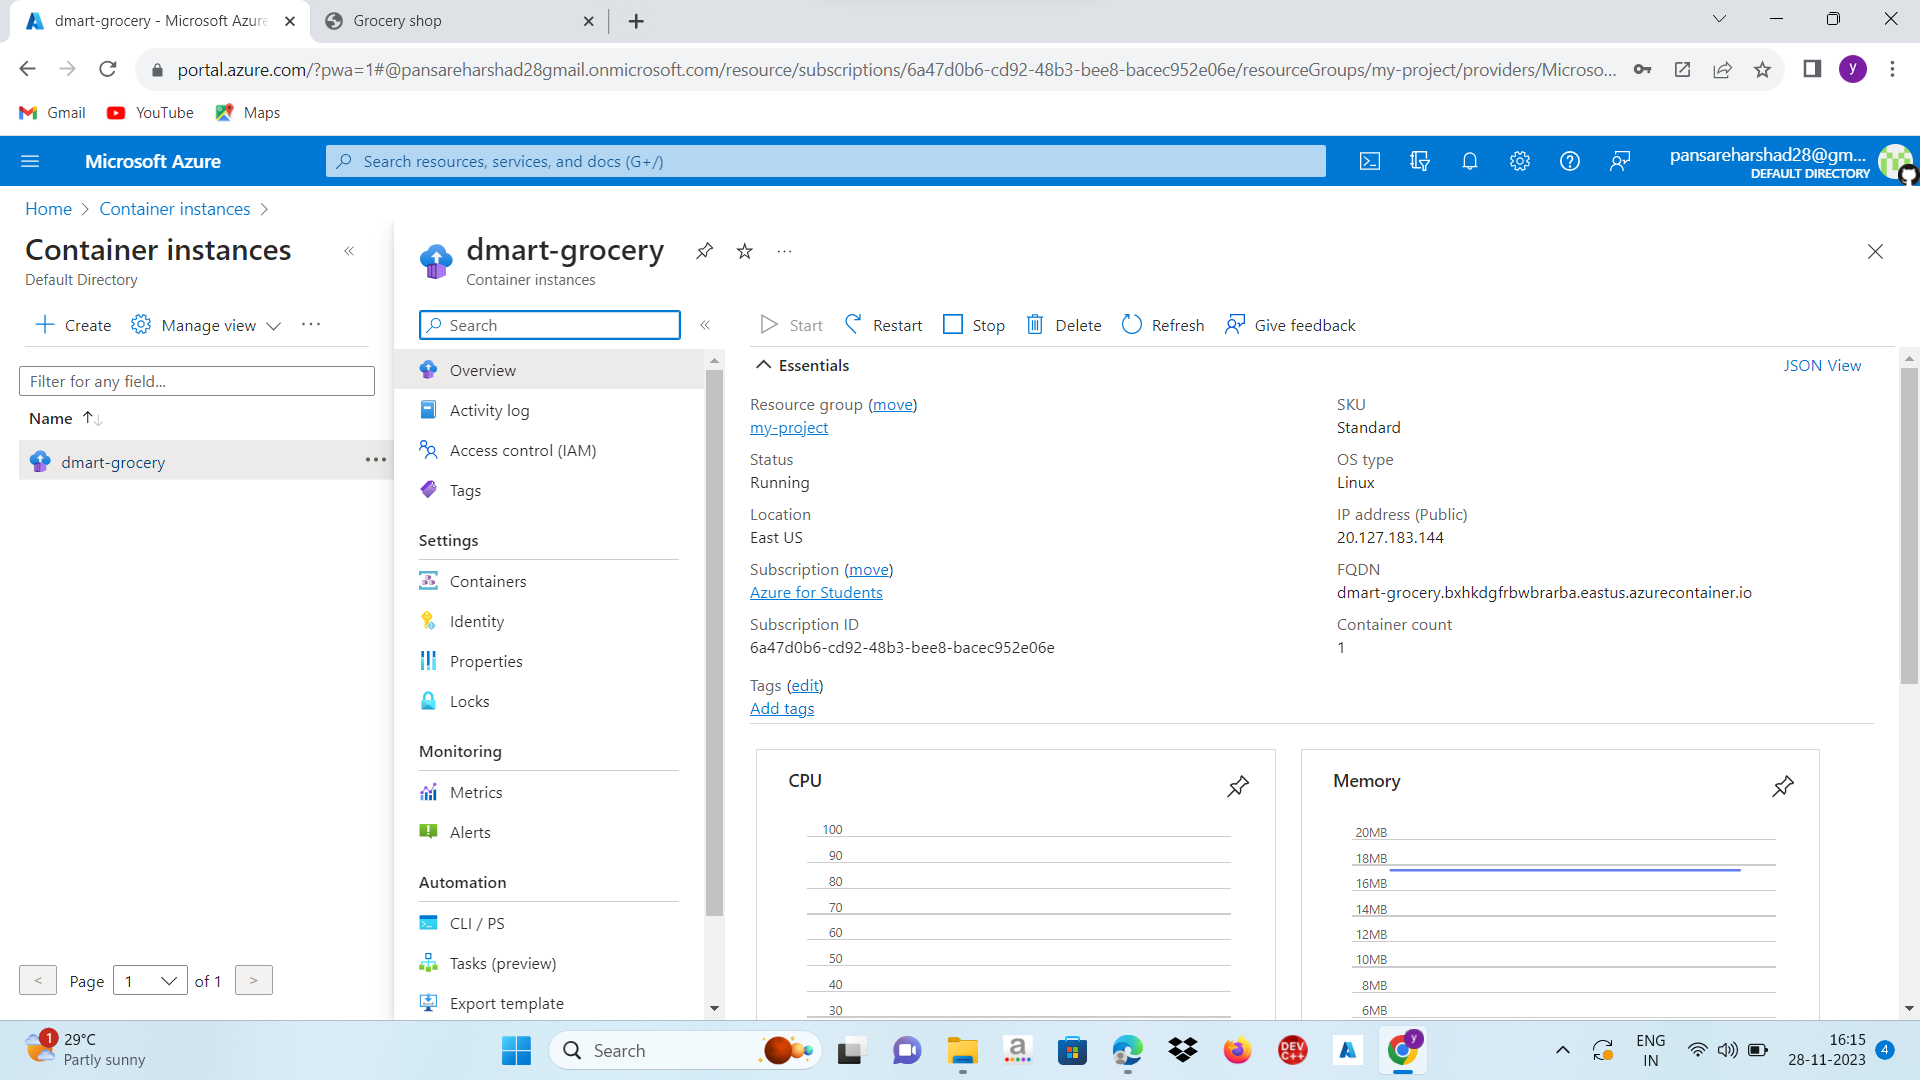 dmart-grocery - Microsoft Azure
Grocery shop
portal.azure.com/?pwa=1#@pansareharshad28gmail.onmicrosoft.com/resource/subscriptions/6a47d0b6-cd92-48b3-bee8-bacec952e06e/resourceGroups/my-project/providers/Microso...
y
Gmail
YouTube
Maps
Microsoft Azure
Search resources, services, and docs (G+/)
pansareharshad28@gm...
DEFAULT DIRECTORY
Home > Container instances >
Container instances
Default Directory
«
+ Create
Manage view
...
Filter for any field...
Name ↑↓
dmart-grocery
...
< Page 1 of 1 >
dmart-grocery
...
Container instances
Search
«
Overview
Activity log
Access control (IAM)
Tags
Settings
Containers
Identity
Properties
Locks
Monitoring
Metrics
Alerts
Automation
CLI / PS
Tasks (preview)
Export template
Start
Restart
Stop
Delete
Refresh
Give feedback
Essentials
JSON View
Resource group (move)
my-project
Status
Running
Location
East US
Subscription (move)
Azure for Students
Subscription ID
6a47d0b6-cd92-48b3-bee8-bacec952e06e
Tags (edit)
Add tags
SKU
Standard
OS type
Linux
IP address (Public)
20.127.183.144
FQDN
dmart-grocery.bxhkdgfrbwbrarba.eastus.azurecontainer.io
Container count
1
CPU
100
90
80
70
60
50
40
30
Memory
20MB
18MB
16MB
14MB
12MB
10MB
8MB
6MB
1
29°C
Partly sunny
Search
a
DEV
C++
y
ENG
IN
16:15
28-11-2023
4